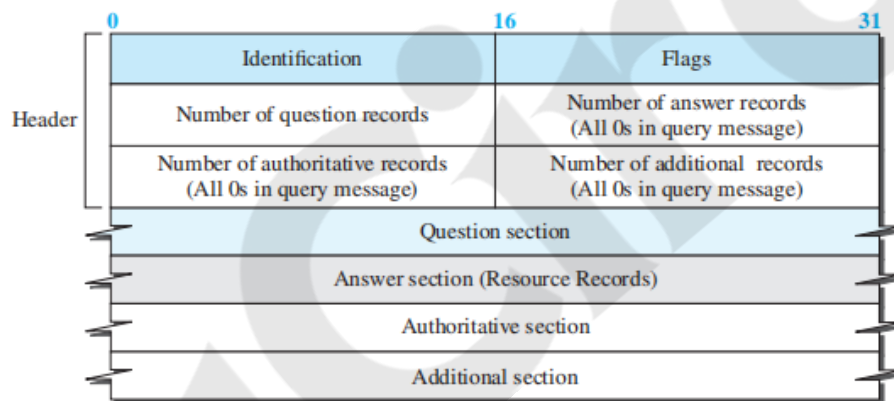 0 16 31
Identification Flags
Header
Number of question records
Number of answer records
(All 0s in query message)
Number of authoritative records
(All 0s in query message)
Number of additional records
(All 0s in query message)
Question section
Answer section (Resource Records)
Authoritative section
Additional section